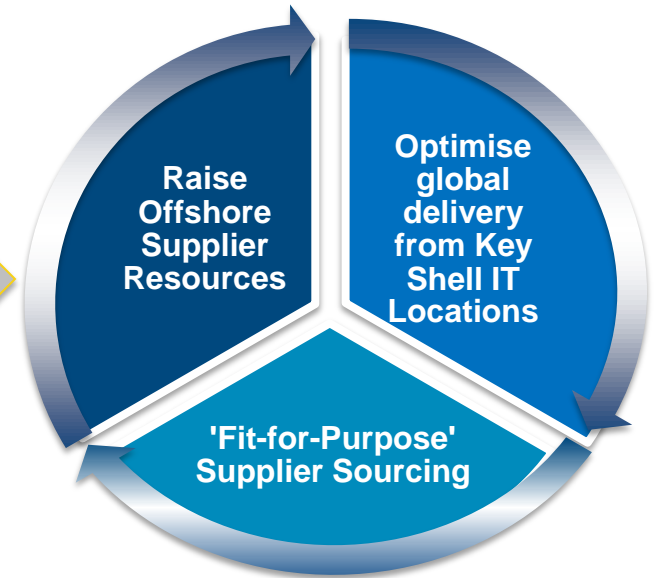 Raise
Offshore
Supplier
Resources
Optimise
global
delivery
from Key
Shell IT
Locations
'Fit-for-Purpose'
Supplier Sourcing